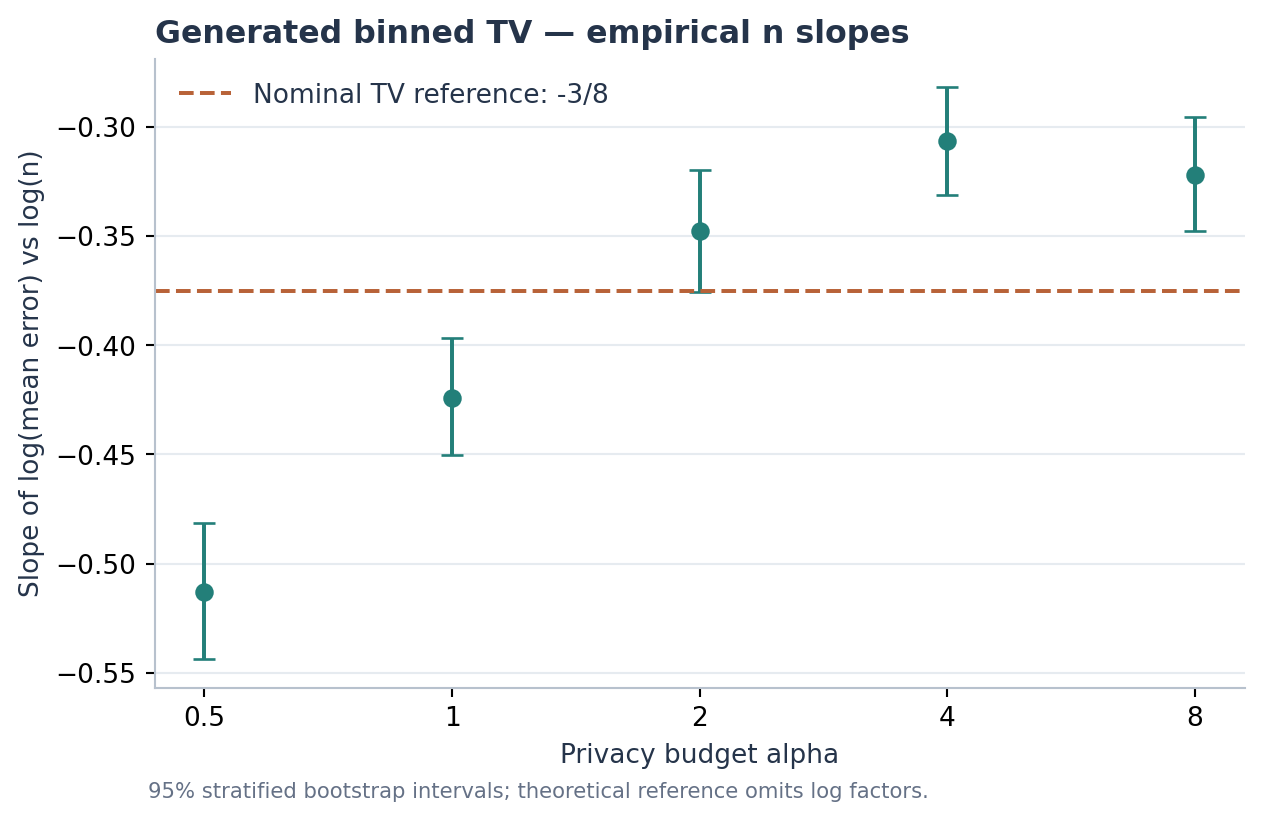 Generated binned TV — empirical n slopes
Nominal TV reference: -3/8
Slope of log(mean error) vs log(n)
−0.30
−0.35
−0.40
−0.45
−0.50
−0.55
0.5 1 2 4 8
Privacy budget alpha
95% stratified bootstrap intervals; theoretical reference omits log factors.